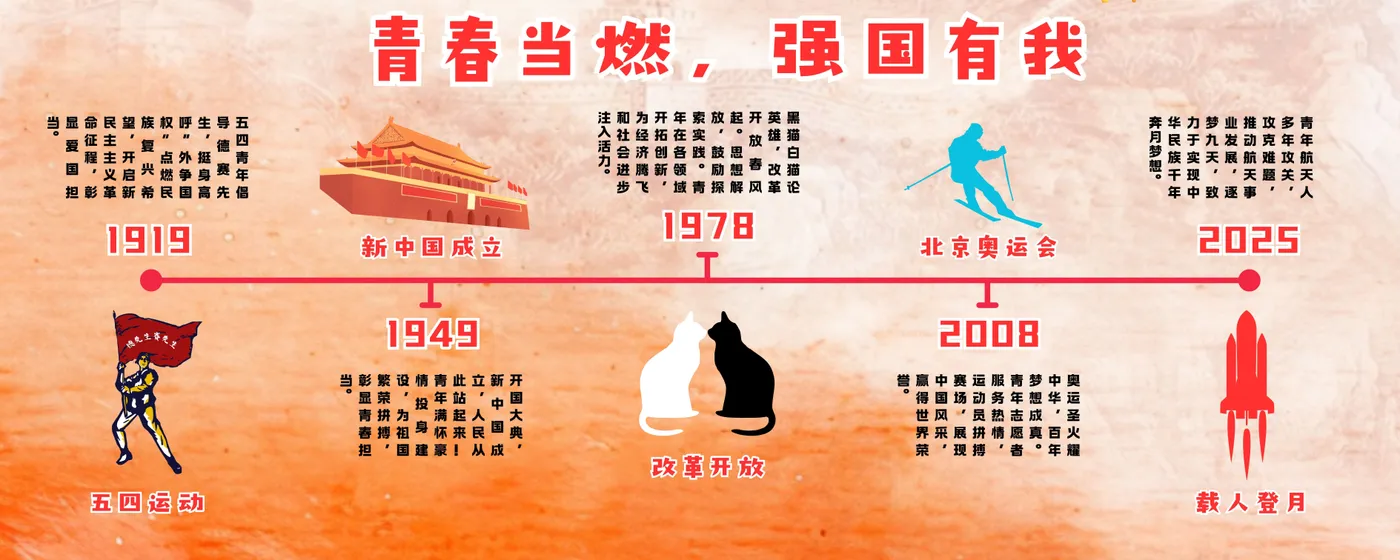 青春当燃，强国有我
五四青年倡
导德赛先
生，挺身高
呼“外争国
权”点燃民
族复兴希
望，开启新
民主主义革
命征程，彰
显爱国担
当。
1919
德先生赛先生
五四运动
新中国成立
1949
开国大典，
新中国成
立，人民从
此站起来！
青年满怀豪
情投身建
设，为祖国
繁荣拼搏，
彰显青春担
当。
黑猫白猫论
英雄，改革
开放春风
起。思想解
放，鼓励探
索实践。青
年在各领域
开拓创新，
为经济腾飞
和社会进步
注入活力。
1978
改革开放
北京奥运会
2008
奥运圣火耀
中华，百年
梦想成真。
青年志愿者
服务热情，
运动员拼搏
赛场，展现
中国风采，
赢得世界荣
誉。
青年航天人
多年攻关，
攻克难题，
推动航天事
业发展，逐
梦九天，致
力于实现中
华民族千年
奔月梦想。
2025
载人登月